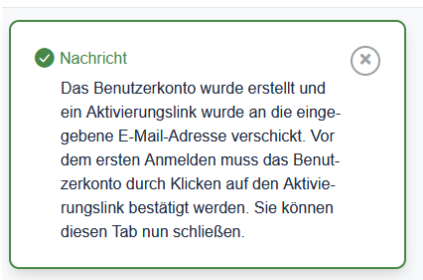 Nachricht
Das Benutzerkonto wurde erstellt und
ein Aktivierungslink wurde an die einge-
gebene E-Mail-Adresse verschickt. Vor
dem ersten Anmelden muss das Benut-
zerkonto durch Klicken auf den Aktivie-
rungslink bestätigt werden. Sie können
diesen Tab nun schließen.